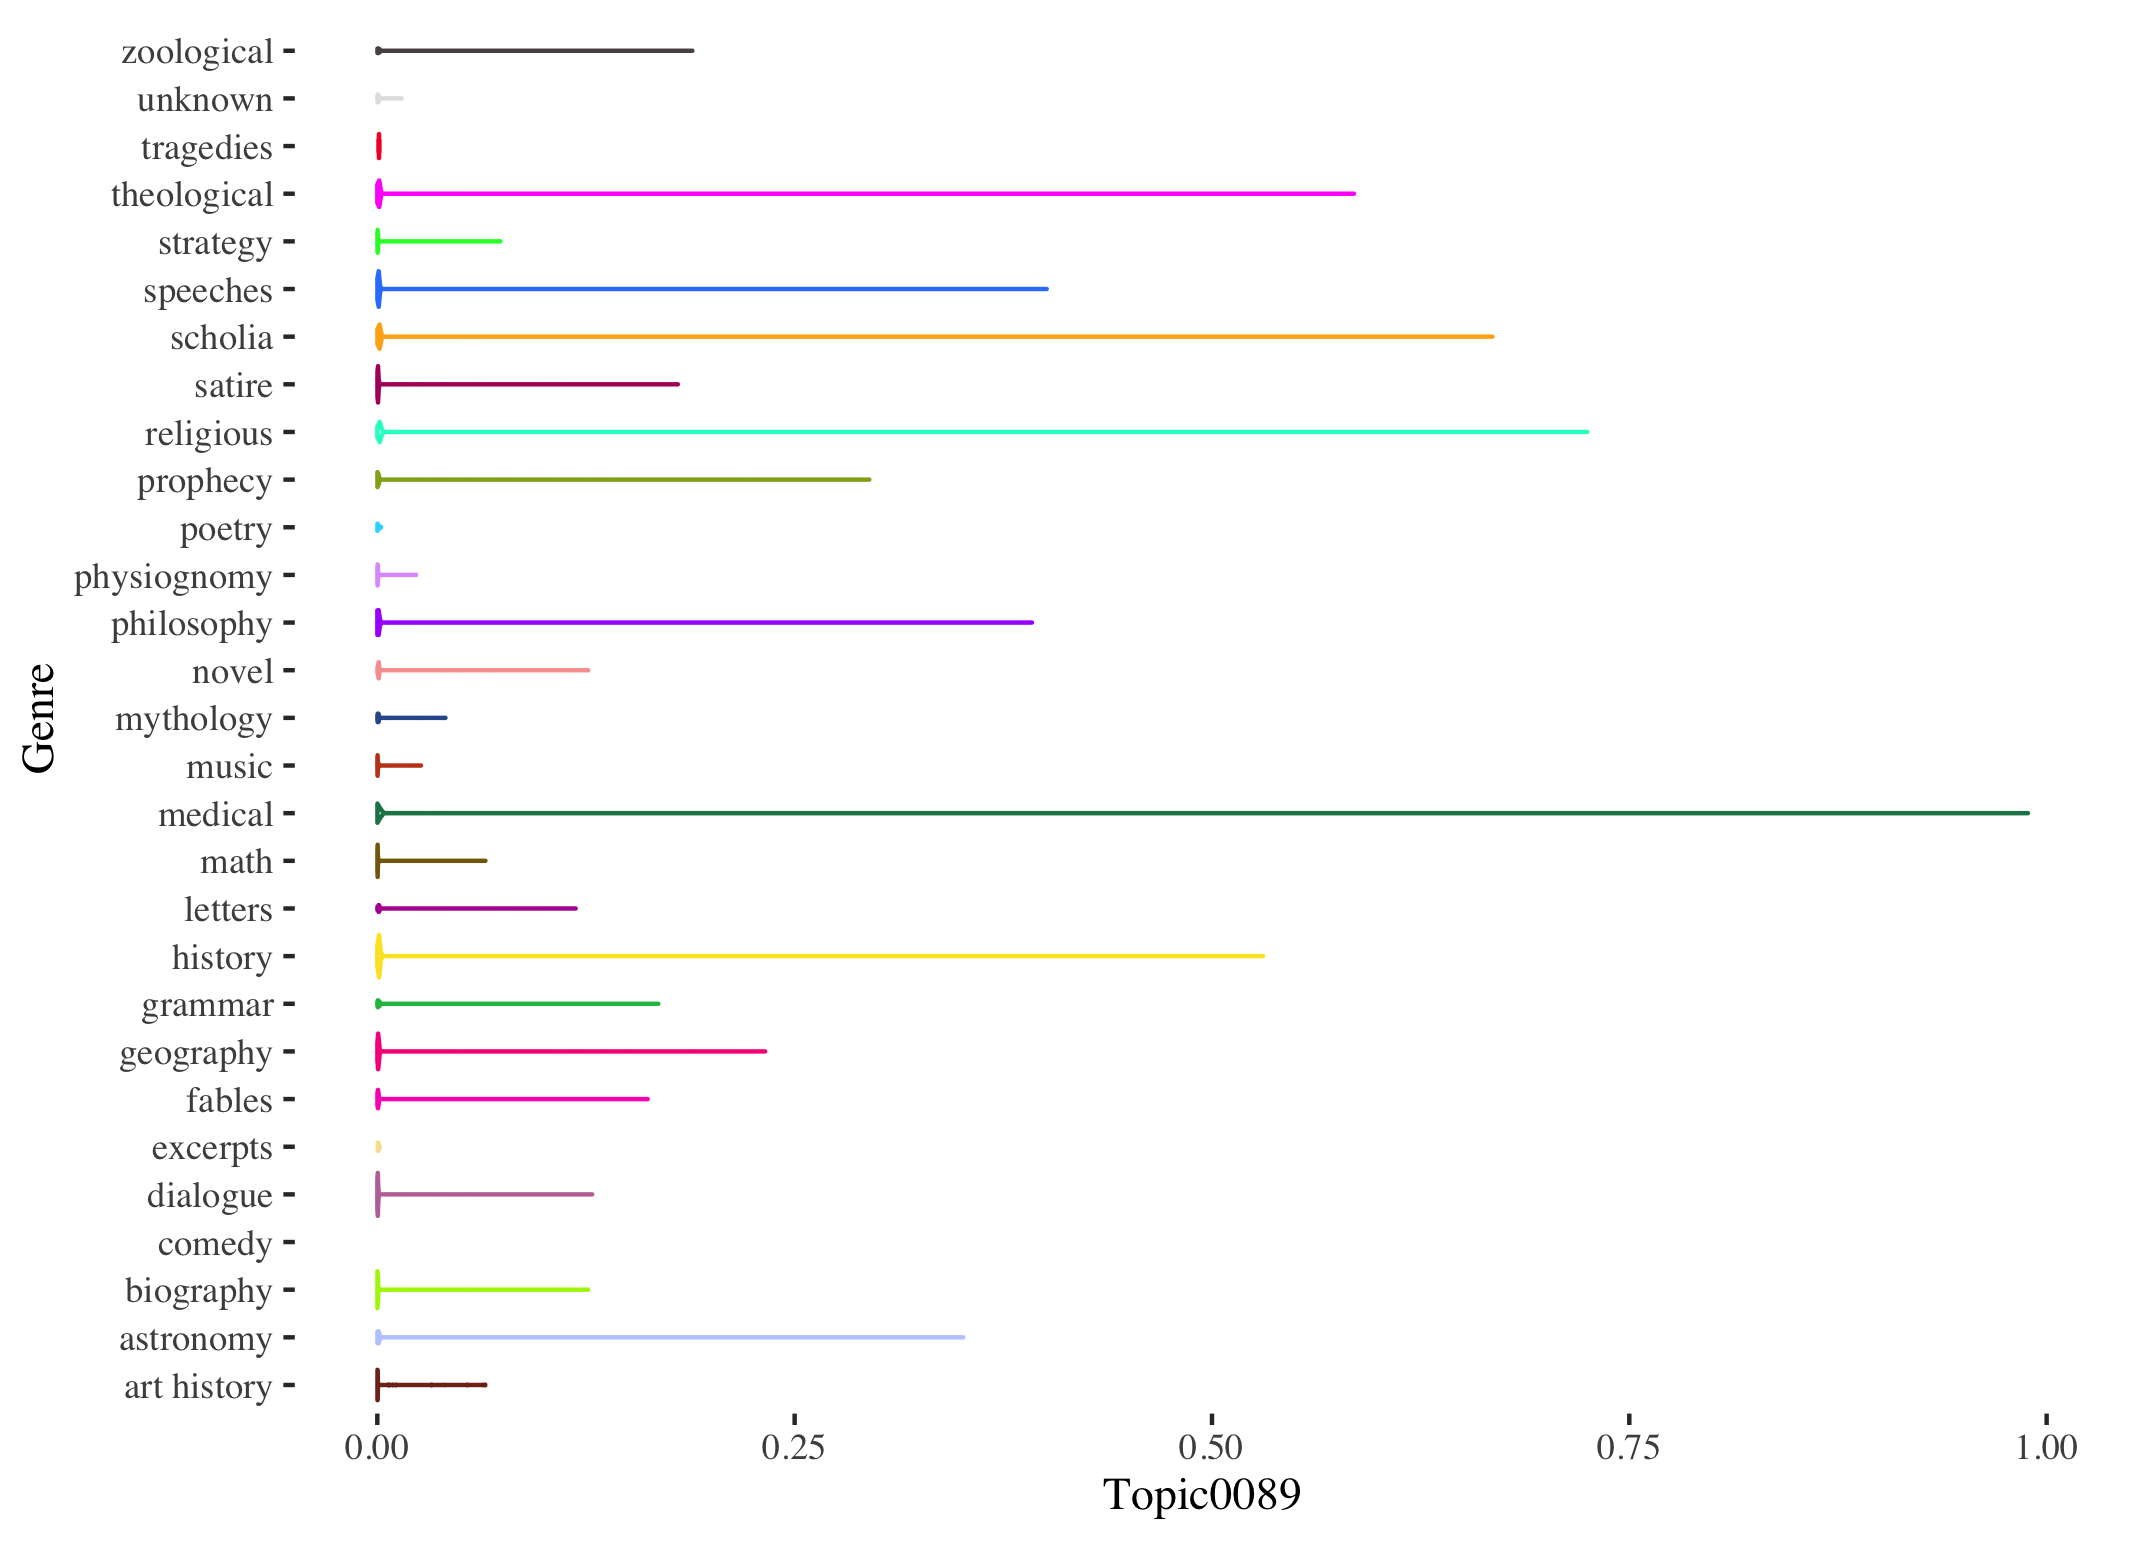 zoological
unknown
tragedies
theological
strategy
speeches
scholia
satire
religious
prophecy
poetry
physiognomy
philosophy
novel
mythology
music
medical
math
letters
history
grammar
geography
fables
excerpts
dialogue
comedy
biography
astronomy
art history
Genre
0.00 0.25 0.50 0.75 1.00
Topic0089